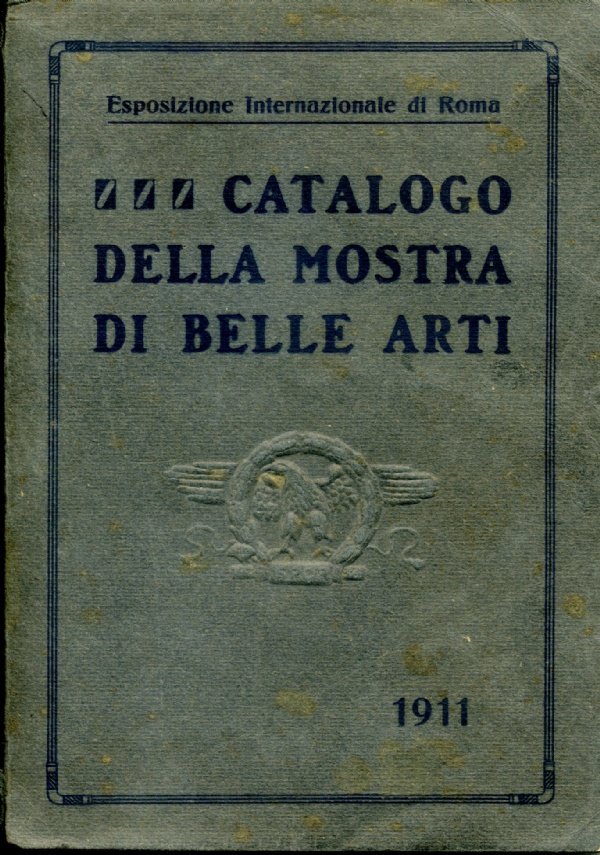 Esposizione Internazionale di Roma
CATALOGO
DELLA MOSTRA
DI BELLE ARTI
1911